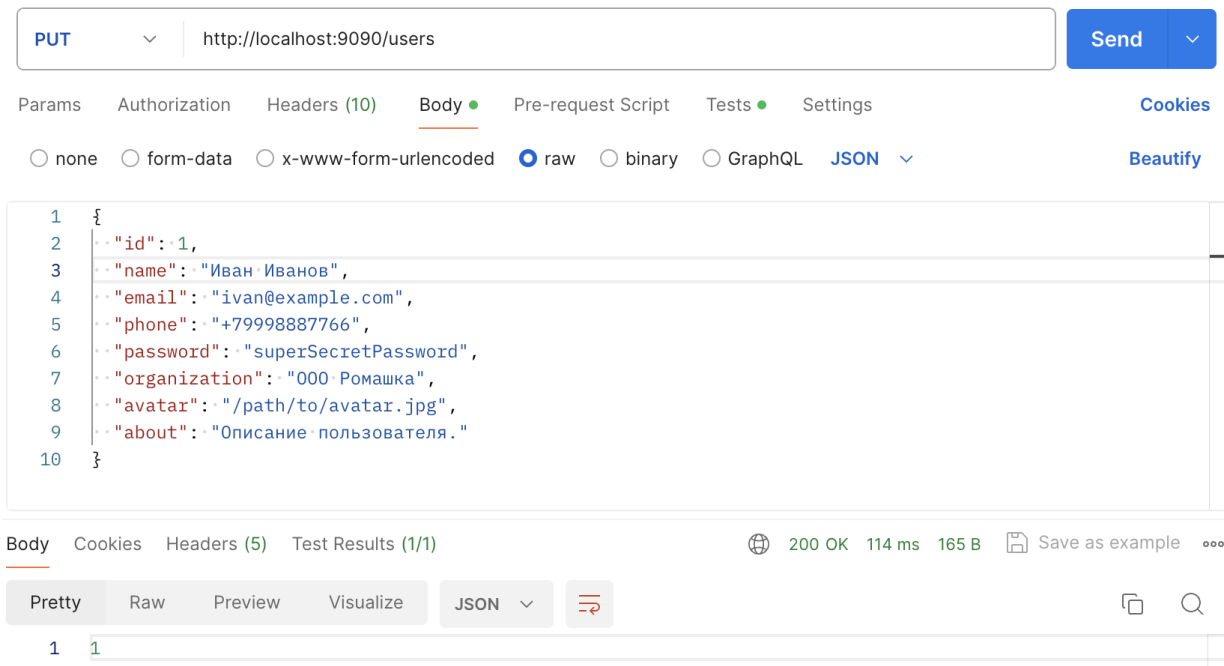 PUT http://localhost:9090/users Send
Params Authorization Headers (10) Body Pre-request Script Tests Settings Cookies
none form-data x-www-form-urlencoded raw binary GraphQL JSON Beautify
1 {
2 "id": 1,
3 "name": "Иван Иванов",
4 "email": "ivan@example.com",
5 "phone": "+79998887766",
6 "password": "superSecretPassword",
7 "organization": "ООО Ромашка",
8 "avatar": "/path/to/avatar.jpg",
9 "about": "Описание пользователя."
10 }
Body Cookies Headers (5) Test Results (1/1) 200 OK 114 ms 165 B Save as example
Pretty Raw Preview Visualize JSON
1 1